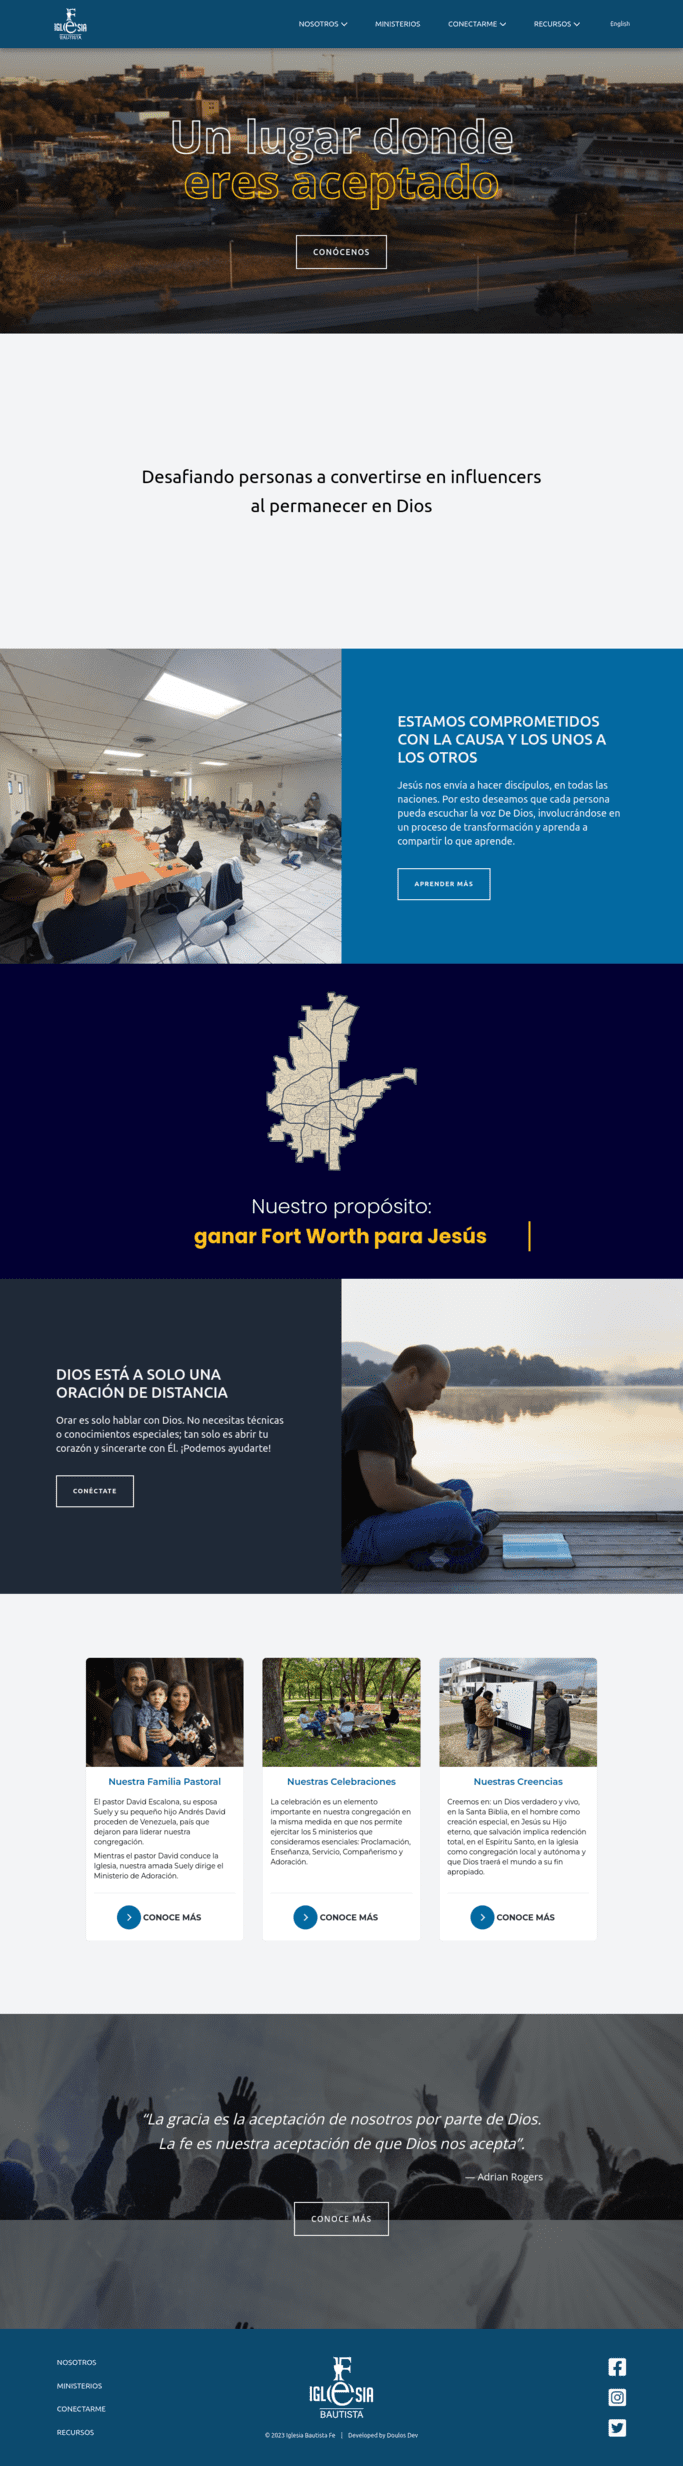 IGLeSIA
BAUTISTA
NOSOTROS
MINISTERIOS
CONECTARME
RECURSOS
English
Un lugar donde
eres aceptado
CONÓCENOS
Desafiando personas a convertirse en influencers
al permanecer en Dios
ESTAMOS COMPROMETIDOS
CON LA CAUSA Y LOS UNOS A
LOS OTROS
Jesús nos envía a hacer discípulos, en todas las
naciones. Por esto deseamos que cada persona
pueda escuchar la voz De Dios, involucrándose en
un proceso de transformación y aprenda a
compartir lo que aprende.
APRENDER MÁS
Nuestro propósito:
ganar Fort Worth para Jesús
DIOS ESTÁ A SOLO UNA
ORACIÓN DE DISTANCIA
Orar es solo hablar con Dios. No necesitas técnicas
o conocimientos especiales; tan solo es abrir tu
corazón y sincerarte con Él. ¡Podemos ayudarte!
CONÉCTATE
Nuestra Familia Pastoral
El pastor David Escalona, su esposa
Suely y su pequeño hijo Andrés David
proceden de Venezuela, país que
dejaron para liderar nuestra
congregación.
Mientras el pastor David conduce la
Iglesia, nuestra amada Suely dirige el
Ministerio de Adoración.
CONOCE MÁS
Nuestras Celebraciones
La celebración es un elemento
importante en nuestra congregación en
la misma medida en que nos permite
ejercitar los 5 ministerios que
consideramos esenciales: Proclamación,
Enseñanza, Servicio, Compañerismo y
Adoración.
CONOCE MÁS
Nuestras Creencias
Creemos en: un Dios verdadero y vivo,
en la Santa Biblia, en el hombre como
creación especial, en Jesús su Hijo
eterno, que salvación implica redención
total, en el Espíritu Santo, en la iglesia
como congregación local y autónoma y
que Dios traerá el mundo a su fin
apropiado.
CONOCE MÁS
“La gracia es la aceptación de nosotros por parte de Dios.
La fe es nuestra aceptación de que Dios nos acepta”.
— Adrian Rogers
CONOCE MÁS
NOSOTROS
MINISTERIOS
CONECTARME
RECURSOS
F
IGLeSIA
BAUTISTA
© 2023 Iglesia Bautista Fe | Developed by Doulos Dev